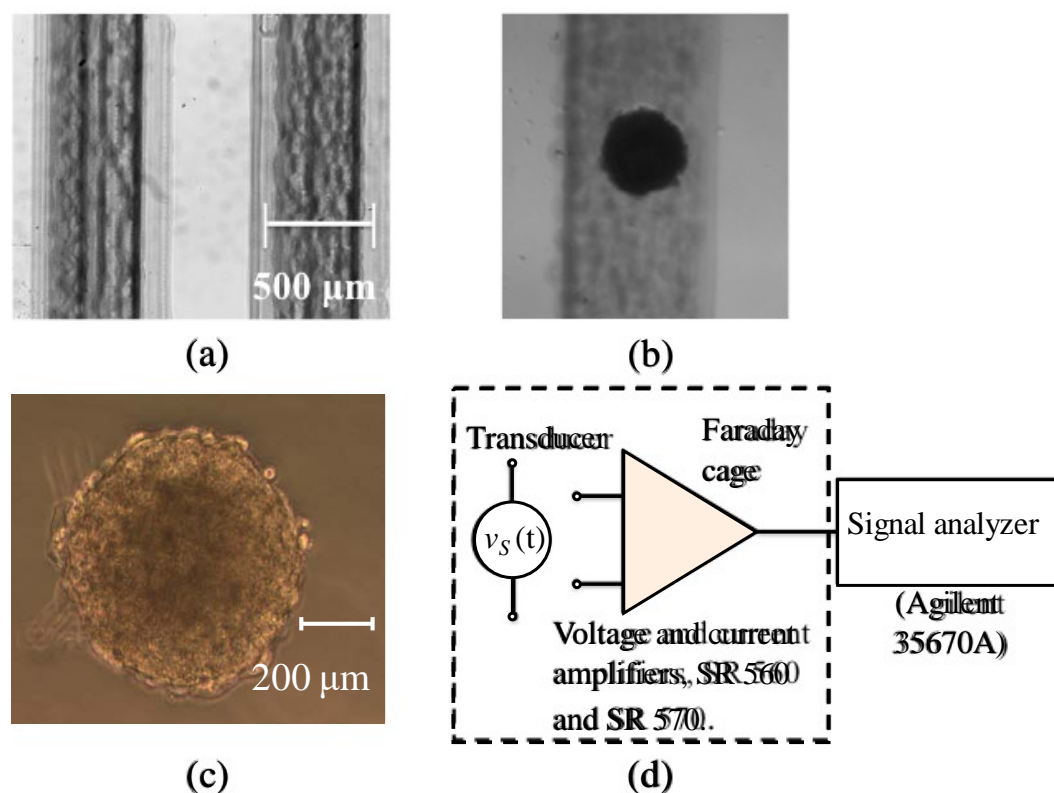 500 μm
(a)
(b)
200 μm
(c)
Transducer
Faraday
cage
v_S(t)
Signal analyzer
(Agilent
35670A)
Voltage and current
amplifiers, SR 560
and SR 570.
(d)